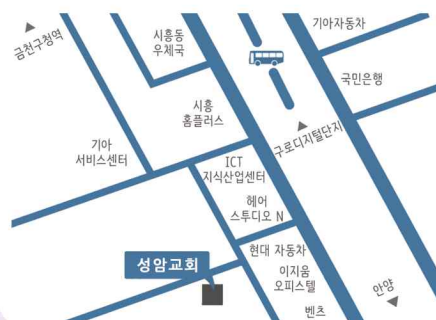 금천구청역
시흥동
우체국
기아자동차
국민은행
시흥
홈플러스
구로디지털단지
기아
서비스센터
ICT
지식산업센터
헤어
스투디오 N
현대 자동차
성암교회
이지움
오피스텔
안양
벤츠